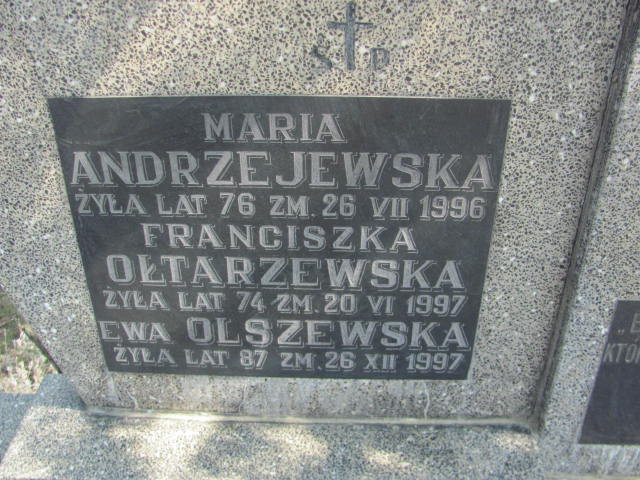 S P
MARIA
ANDRZEJEWSKA
ŻYŁA LAT 76 ZM. 26 VII 1996
FRANCISZKA
OŁTARZEWSKA
ŻYŁA LAT 74 ZM. 20 VI 1997
EWA OLSZEWSKA
ŻYŁA LAT 87 ZM. 26 XII 1997